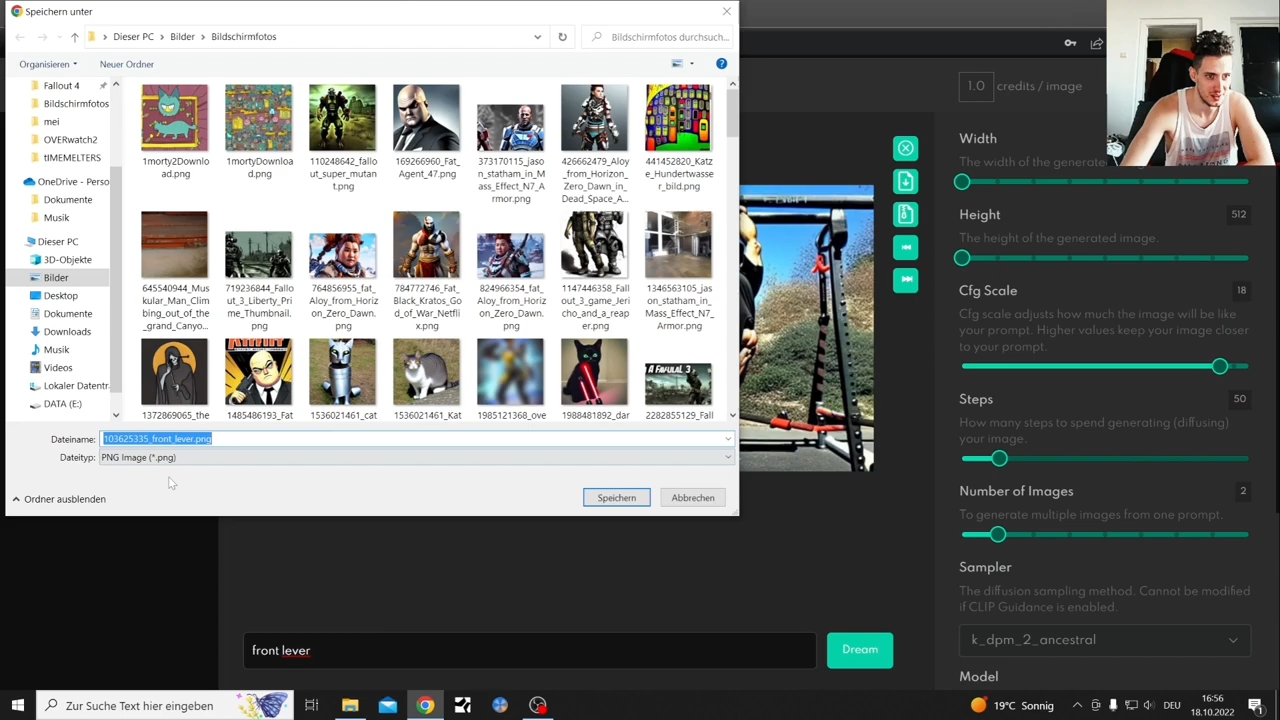 Speichern unter
Dieser PC
Bilder
Bildschirmfotos
Bildschirmfotos durchsuch...
Organisieren
Neuer Ordner
Fallout 4
Bildschirmfotos
mei
OVERwatch2
tIMEMELTERS
OneDrive - Perso
Dokumente
Musik
Dieser PC
3D-Objekte
Bilder
Desktop
Dokumente
Downloads
Musik
Videos
Lokaler Datentr
DATA (E:)
1morty2Downlo
ad.png
1mortyDownloa
d.png
110248642_fallo
ut_super_mutan
t.png
169266960_Fat_
Agent_47.png
373170115_jaso
n_statham_in_
Mass_Effect_N7_
Armor.png
426662479_Aloy
_from_Horizon_
Zero_Dawn_in_
Dead_Space_A...
441452820_Katz
e_Hundertwasse
r_bild.png
645540944_Mus
kular_Man_Clim
bing_out_of_the
_grand_Canyo...
719236844_Fall
out_3_Liberty_Pri
me_Thumbnail.
png
764856955_fat_
Aloy_from_Horiz
on_Zero_Dawn.
png
784772746_Fat_
Black_Kratos_Go
d_of_War_Netfli
x.png
824966354_fat
_Aloy_from_Horiz
on_Zero_Dawn.
png
1147446358_Fall
out_3_game_Jeri
cho_and_a_reap
er.png
1346563105_jas
on_statham_in_
Mass_Effect_N7_
Armor.png
1372869065_the
1485486193_Fat
1536021461_cat
1536021461_Kat
1985121368_ove
1988481892_dar
2282855129_Fall
Dateiname:
103625335_front_lever.png
Dateityp:
PNG Image (*.png)
Ordner ausblenden
Speichern
Abbrechen
1.0
credits / image
Width
The width of the generated
Height
512
The height of the generated image.
Cfg Scale
18
Cfg scale adjusts how much the image will be like
your prompt. Higher values keep your image closer
to your prompt.
Steps
50
How many steps to spend generating (diffusing)
your image.
Number of Images
2
To generate multiple images from one prompt.
Sampler
The diffusion sampling method. Cannot be modified
if CLIP Guidance is enabled.
k_dpm_2_ancestral
Model
front lever
Dream
Zur Suche Text hier eingeben
19°C Sonnig
DEU
16:56
18.10.2022
1